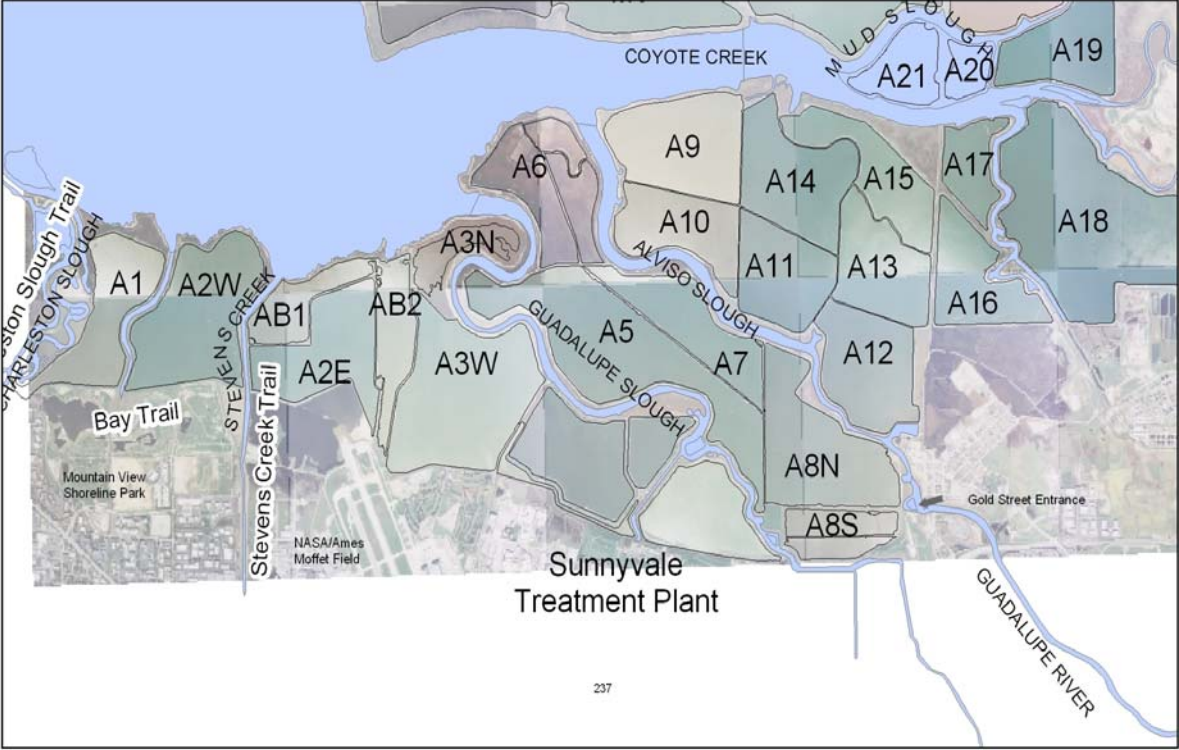 COYOTE CREEK
MUD SLOUGH
A21
A20
A19
A9
A6
A14
A15
A17
A10
A18
A3N
ALVISO SLOUGH
A11
A13
A16
Slough Trail
CHARLESTON SLOUGH
A1
A2W
STEVENS CREEK
AB1
AB2
GUADALUPE SLOUGH
A5
A7
A12
A2E
A3W
Bay Trail
Stevens Creek Trail
Mountain View
Shoreline Park
A8N
Gold Street Entrance
A8S
NASA/Ames
Moffet Field
Sunnyvale
Treatment Plant
GUADALUPE RIVER
237